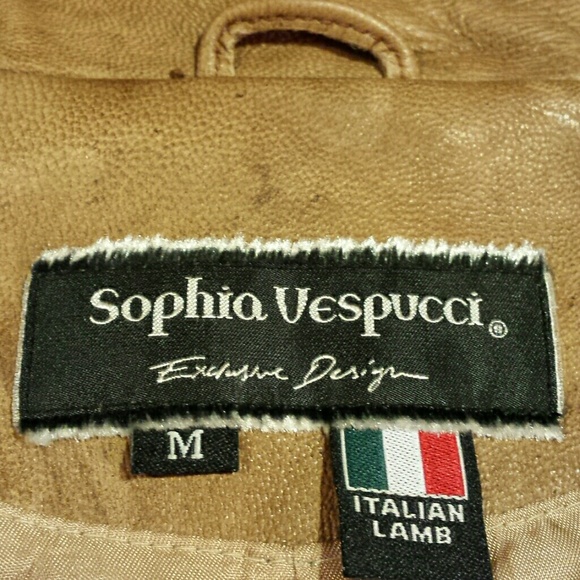 Sophia Vespucci ®
Exclusive Design
M
ITALIAN
LAMB